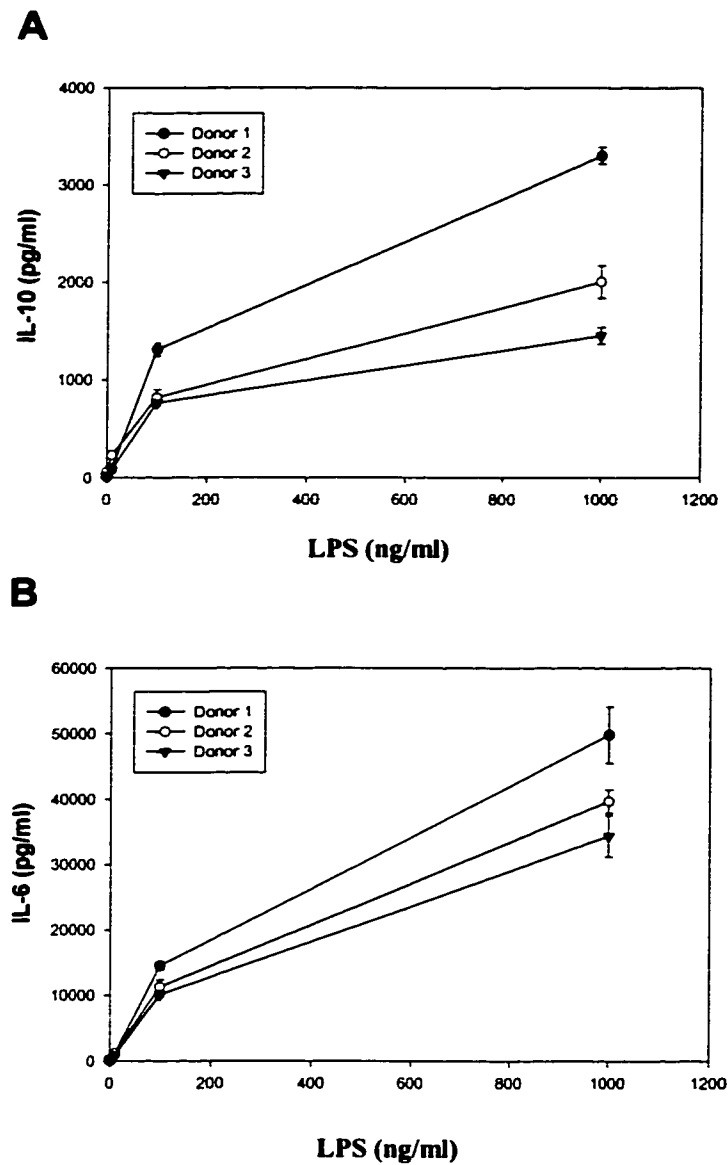 A
4000
3000
2000
1000
0
IL-10 (pg/ml)
Donor 1
Donor 2
Donor 3
0 200 400 600 800 1000 1200
LPS (ng/ml)
B
60000
50000
40000
30000
20000
10000
0
IL-6 (pg/ml)
Donor 1
Donor 2
Donor 3
0 200 400 600 800 1000 1200
LPS (ng/ml)